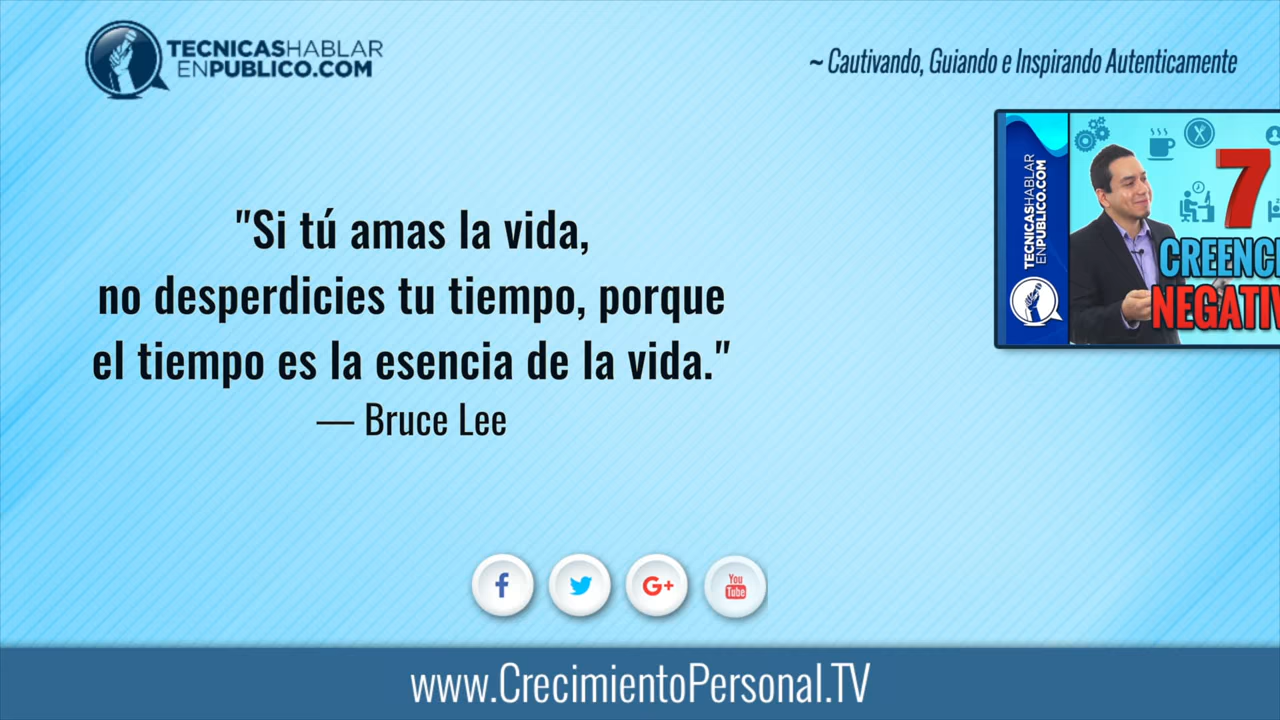 TECNICASHABLAR
ENPUBLICO.COM
~ Cautivando, Guiando e Inspirando Autenticamente
"Si tú amas la vida,
no desperdicies tu tiempo, porque
el tiempo es la esencia de la vida."
— Bruce Lee
TECNICASHABLAR
ENPUBLICO.COM
7
CREENCI
NEGATIV
f
G+
You
Tube
www.CrecimientoPersonal.TV